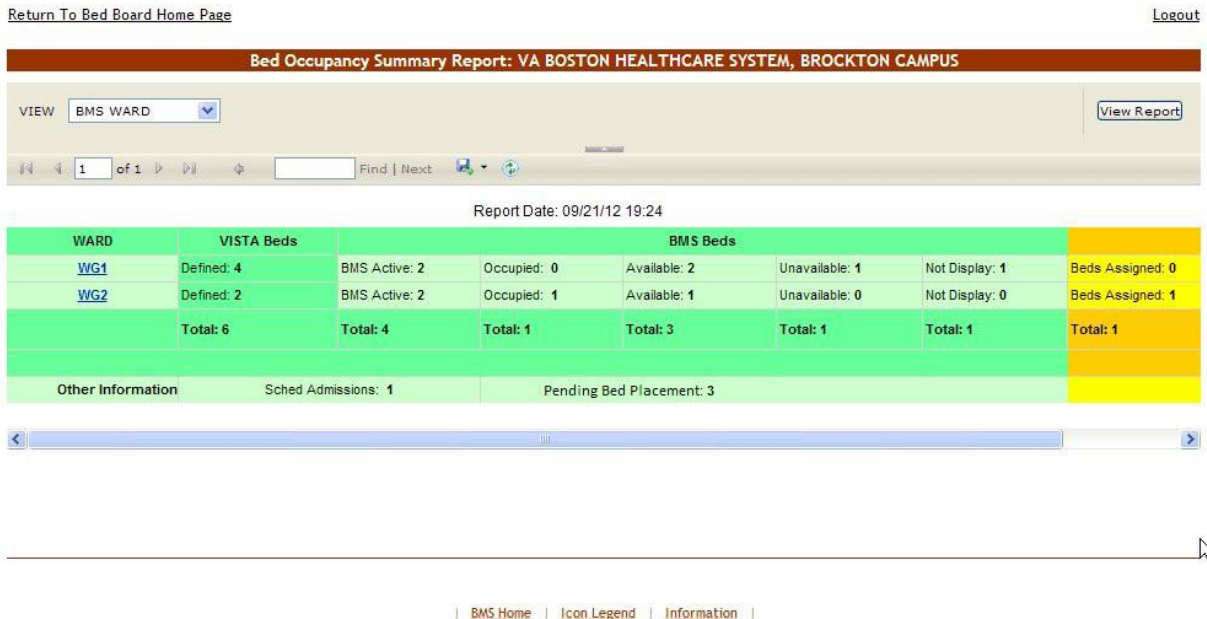 Return To Bed Board Home Page Logout
Bed Occupancy Summary Report: VA BOSTON HEALTHCARE SYSTEM, BROCKTON CAMPUS
VIEW BMS WARD View Report
1 of 1 Find | Next
Report Date: 09/21/12 19:24
WARD VISTA Beds BMS Beds
WG1 Defined: 4 BMS Active: 2 Occupied: 0 Available: 2 Unavailable: 1 Not Display: 1 Beds Assigned: 0
WG2 Defined: 2 BMS Active: 2 Occupied: 1 Available: 1 Unavailable: 0 Not Display: 0 Beds Assigned: 1
Total: 6 Total: 4 Total: 1 Total: 3 Total: 1 Total: 1 Total: 1
Other Information Sched Admissions: 1 Pending Bed Placement: 3
| BMS Home | Icon Legend | Information |